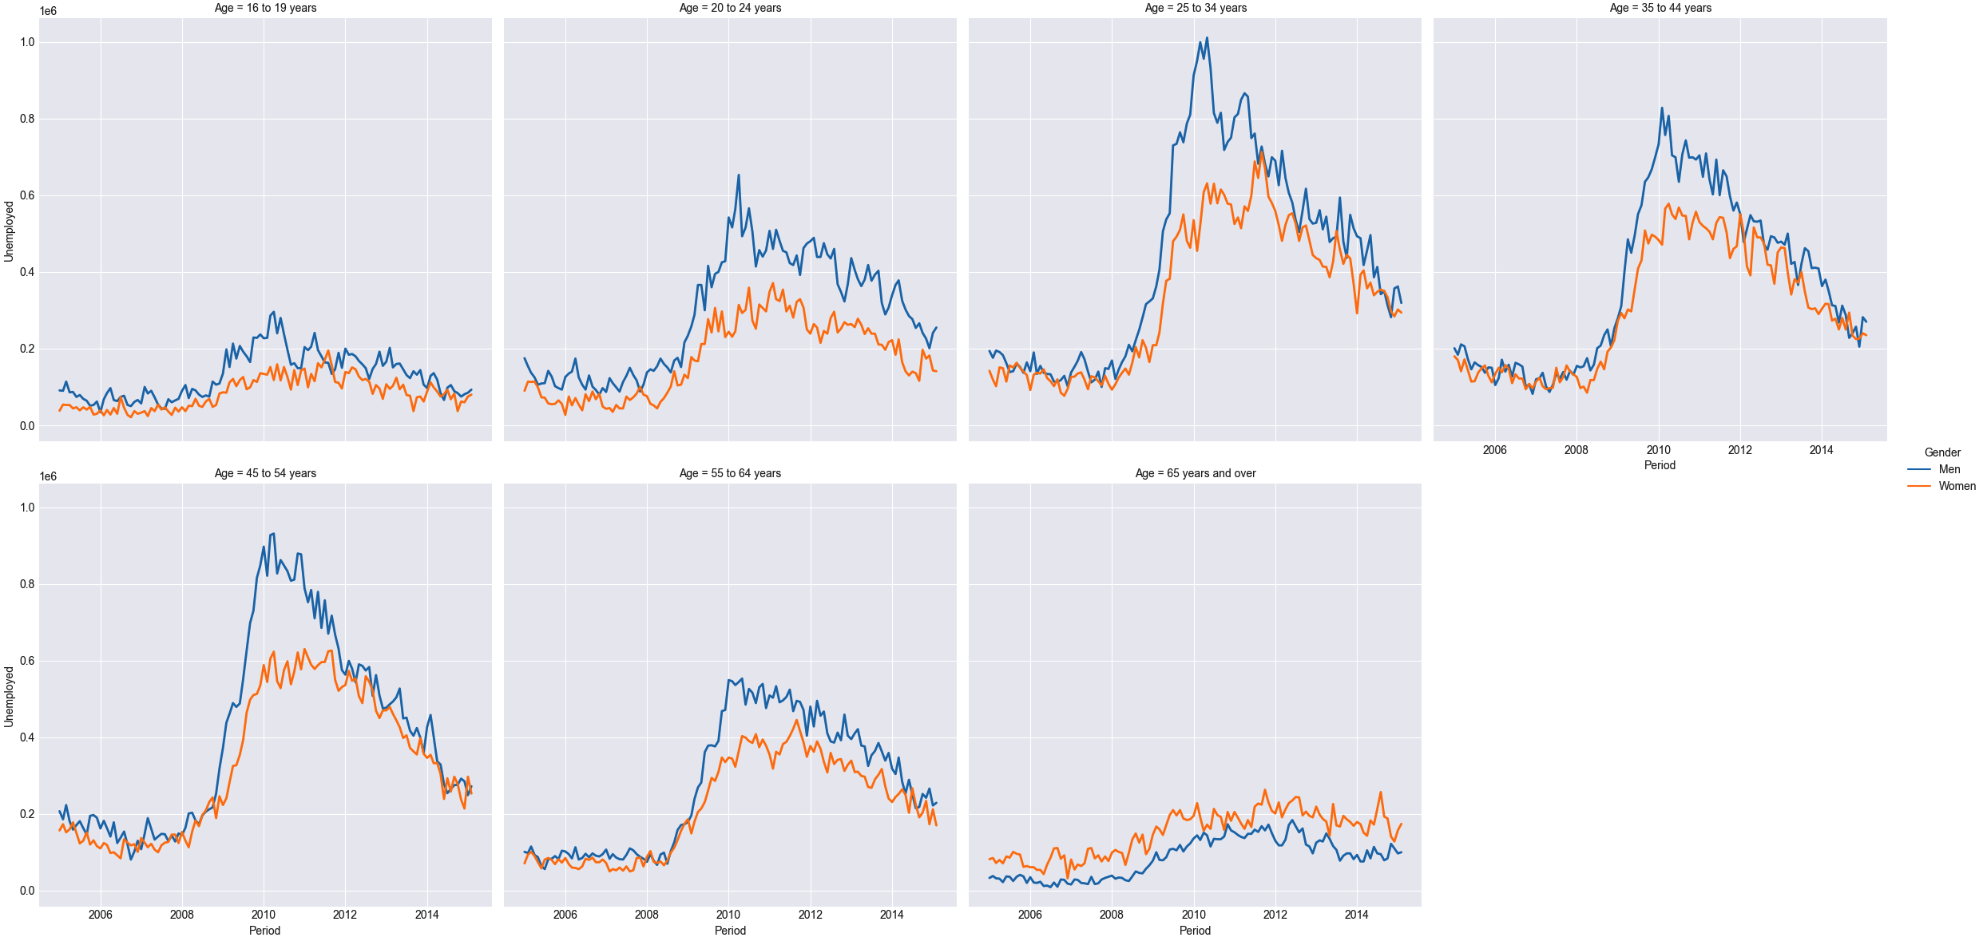 Age = 16 to 19 years
Age = 20 to 24 years
Age = 25 to 34 years
Age = 35 to 44 years
1e6
1.0
0.8
0.6
0.4
0.2
0.0
Unemployed
2006 2008 2010 2012 2014
Period
Gender
Men
Women
Age = 45 to 54 years
Age = 55 to 64 years
Age = 65 years and over
1e6
1.0
0.8
0.6
0.4
0.2
0.0
Unemployed
2006 2008 2010 2012 2014
Period
2006 2008 2010 2012 2014
Period
2006 2008 2010 2012 2014
Period